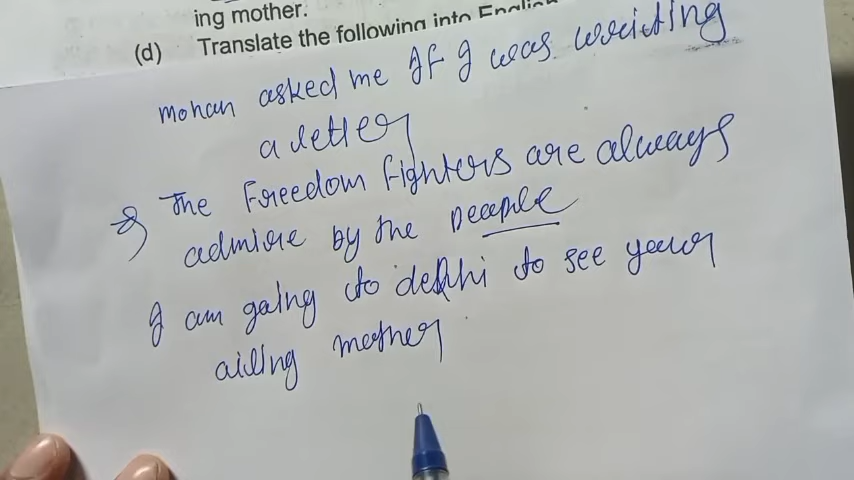 ing mother.
(d) Translate the following into English
Mohan asked me If I was writing
a letter
The Freedom Fighters are always
admire by the people
I am going to delhi to see your
ailing mother